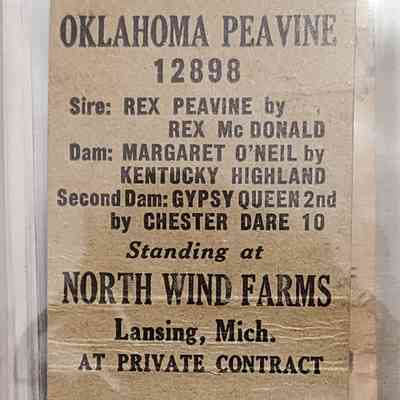 OKLAHOMA PEAVINE
12898
Sire: REX PEAVINE by
REX McDONALD
Dam: MARGARET O'NEIL by
KENTUCKY HIGHLAND
Second Dam: GYPSY QUEEN 2nd
by CHESTER DARE 10
Standing at
NORTH WIND FARMS
Lansing, Mich.
AT PRIVATE CONTRACT